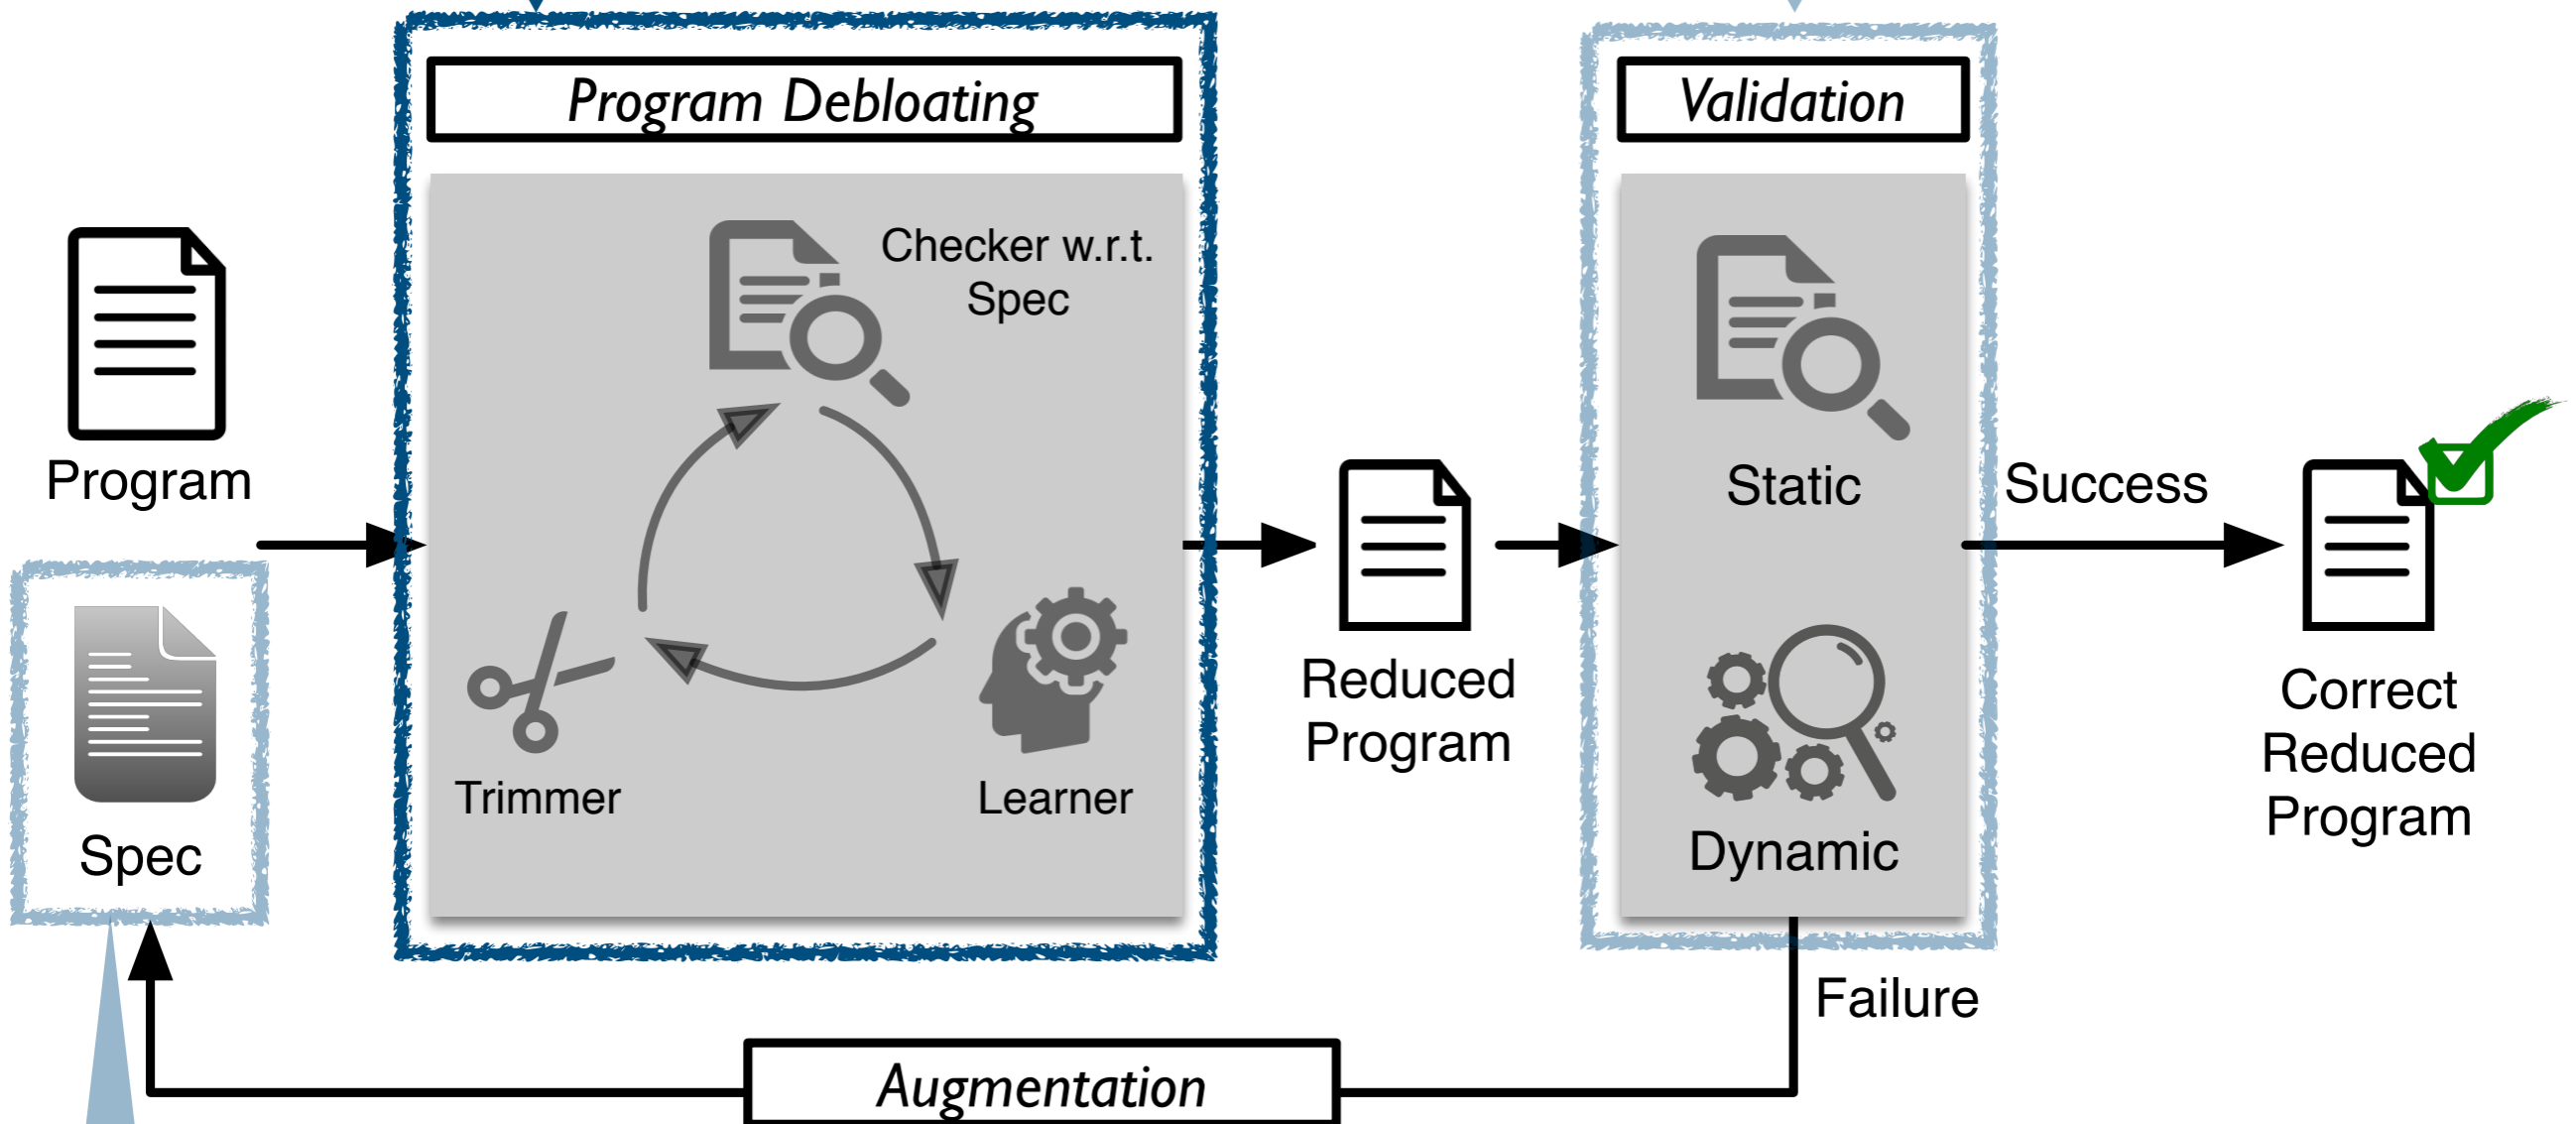 Program Debloating
Validation
Checker w.r.t.
Spec
Program
Static
Success
Reduced
Program
Correct
Reduced
Program
Trimmer
Learner
Spec
Dynamic
Failure
Augmentation